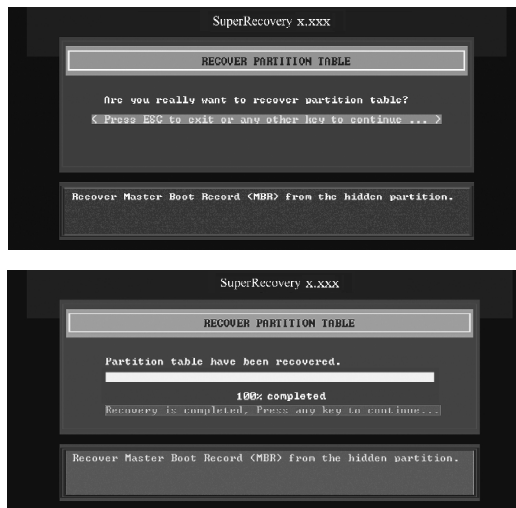 SuperRecovery x.xxx
RECOVER PARTITION TABLE
Are you really want to recover partition table?
< Press ESC to exit or any other key to continue ... >
Recover Master Boot Record <MBR> from the hidden partition.
SuperRecovery x.xxx
RECOVER PARTITION TABLE
Partition table have been recovered.
100% completed
Recovery is completed, Press any key to continue...
Recover Master Boot Record <MBR> from the hidden partition.